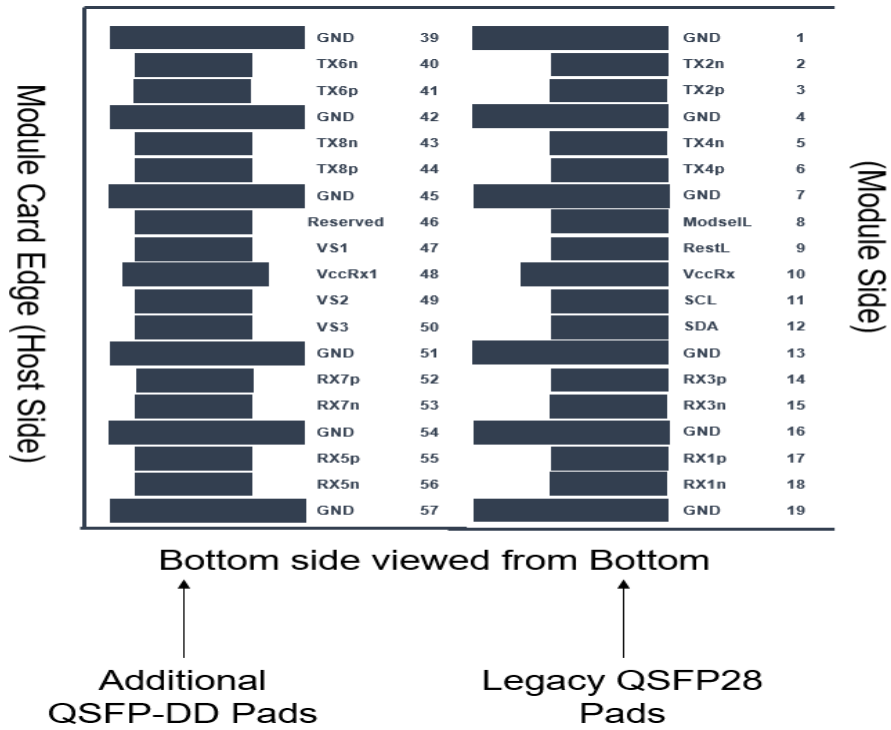 Module Card Edge (Host Side)
GND 39 GND 1
TX6n 40 TX2n 2
TX6p 41 TX2p 3
GND 42 GND 4
TX8n 43 TX4n 5
TX8p 44 TX4p 6
GND 45 GND 7
Reserved 46 ModselL 8
VS1 47 RestL 9
VccRx1 48 VccRx 10
VS2 49 SCL 11
VS3 50 SDA 12
GND 51 GND 13
RX7p 52 RX3p 14
RX7n 53 RX3n 15
GND 54 GND 16
RX5p 55 RX1p 17
RX5n 56 RX1n 18
GND 57 GND 19
(Module Side)
Bottom side viewed from Bottom
Additional
QSFP-DD Pads
Legacy QSFP28
Pads